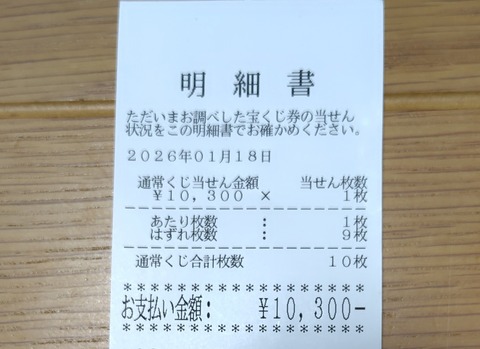 明 細 書
ただいまお調べした宝くじ券の当せん
状況をこの明細書でお確かめください。
2026年01月18日
通常くじ当せん金額 当せん枚数
¥10,300 × 1枚
あたり枚数 : 1枚
はずれ枚数 : 9枚
通常くじ合計枚数 10枚
**********************
お支払い金額: ¥10,300-
**********************